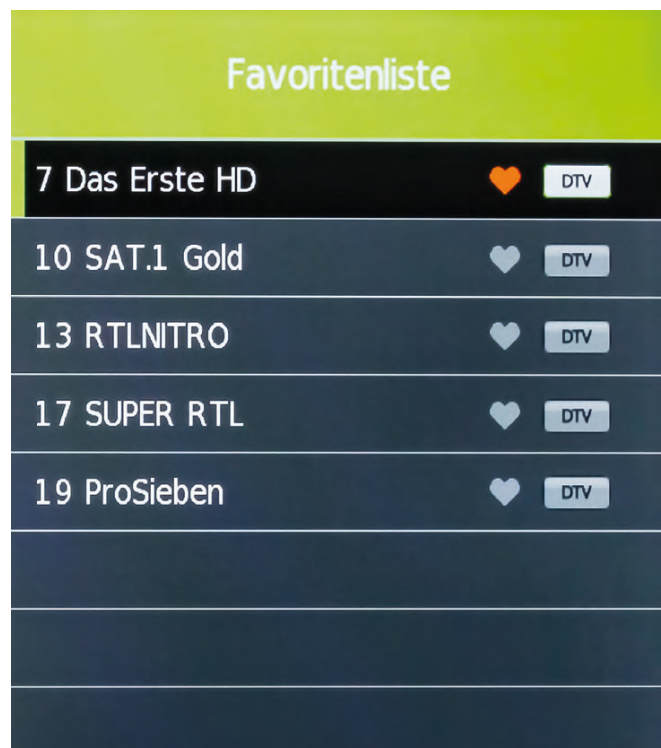 Favoritenliste
7 Das Erste HD DTV
10 SAT.1 Gold DTV
13 RTLNITRO DTV
17 SUPER RTL DTV
19 ProSieben DTV